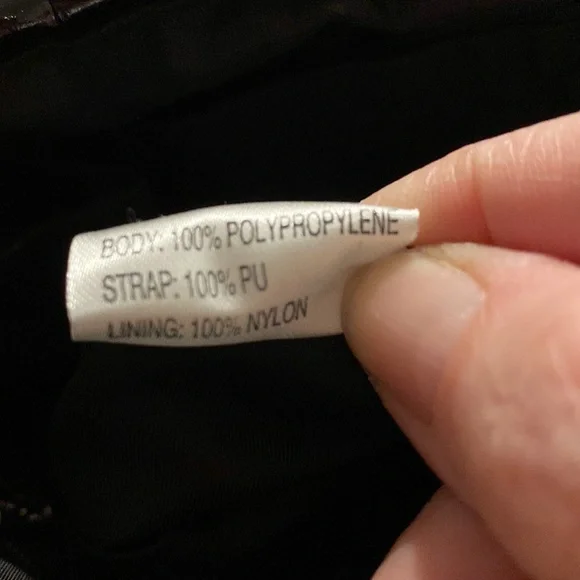 BODY: 100% POLYPROPYLENE
STRAP: 100% PU
LINING: 100% NYLON